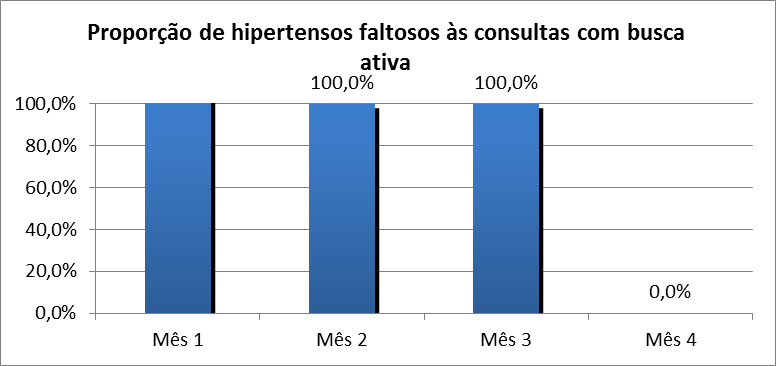 Proporção de hipertensos faltosos às consultas com busca
ativa
100,0% 100,0%
100,0%
80,0%
60,0%
40,0%
20,0%
0,0%
0,0%
Mês 1 Mês 2 Mês 3 Mês 4